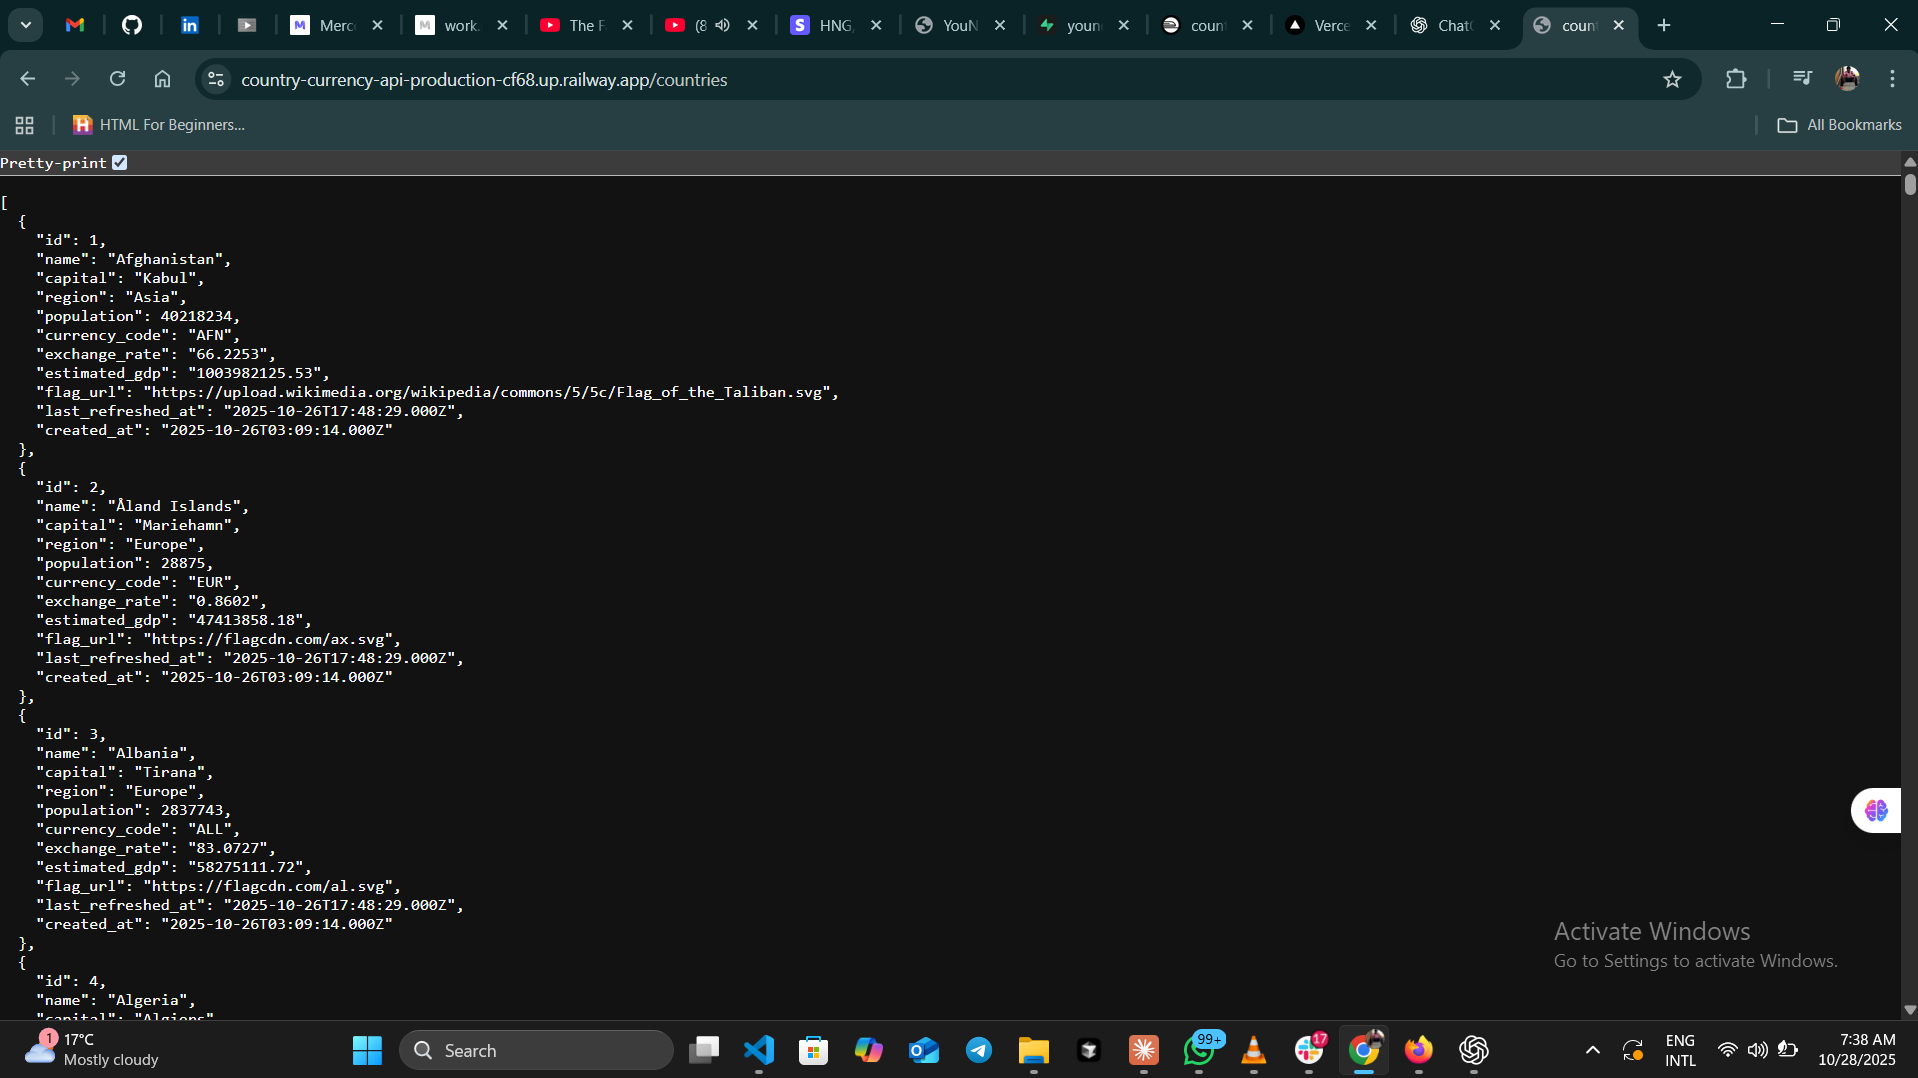 Merc
work.
The F
(8
HNG,
YouN
youn
coun
Verce
ChatG
coun
country-currency-api-production-cf68.up.railway.app/countries
HTML For Beginners...
All Bookmarks
Pretty-print
[
{
"id": 1,
"name": "Afghanistan",
"capital": "Kabul",
"region": "Asia",
"population": 40218234,
"currency_code": "AFN",
"exchange_rate": "66.2253",
"estimated_gdp": "1003982125.53",
"flag_url": "https://upload.wikimedia.org/wikipedia/commons/5/5c/Flag_of_the_Taliban.svg",
"last_refreshed_at": "2025-10-26T17:48:29.000Z",
"created_at": "2025-10-26T03:09:14.000Z"
},
{
"id": 2,
"name": "Åland Islands",
"capital": "Mariehamn",
"region": "Europe",
"population": 28875,
"currency_code": "EUR",
"exchange_rate": "0.8602",
"estimated_gdp": "47413858.18",
"flag_url": "https://flagcdn.com/ax.svg",
"last_refreshed_at": "2025-10-26T17:48:29.000Z",
"created_at": "2025-10-26T03:09:14.000Z"
},
{
"id": 3,
"name": "Albania",
"capital": "Tirana",
"region": "Europe",
"population": 2837743,
"currency_code": "ALL",
"exchange_rate": "83.0727",
"estimated_gdp": "58275111.72",
"flag_url": "https://flagcdn.com/al.svg",
"last_refreshed_at": "2025-10-26T17:48:29.000Z",
"created_at": "2025-10-26T03:09:14.000Z"
},
{
"id": 4,
"name": "Algeria",
"capital": "Algiers"
Activate Windows
Go to Settings to activate Windows.
1
17°C
Mostly cloudy
Search
99+
17
ENG
INTL
7:38 AM
10/28/2025